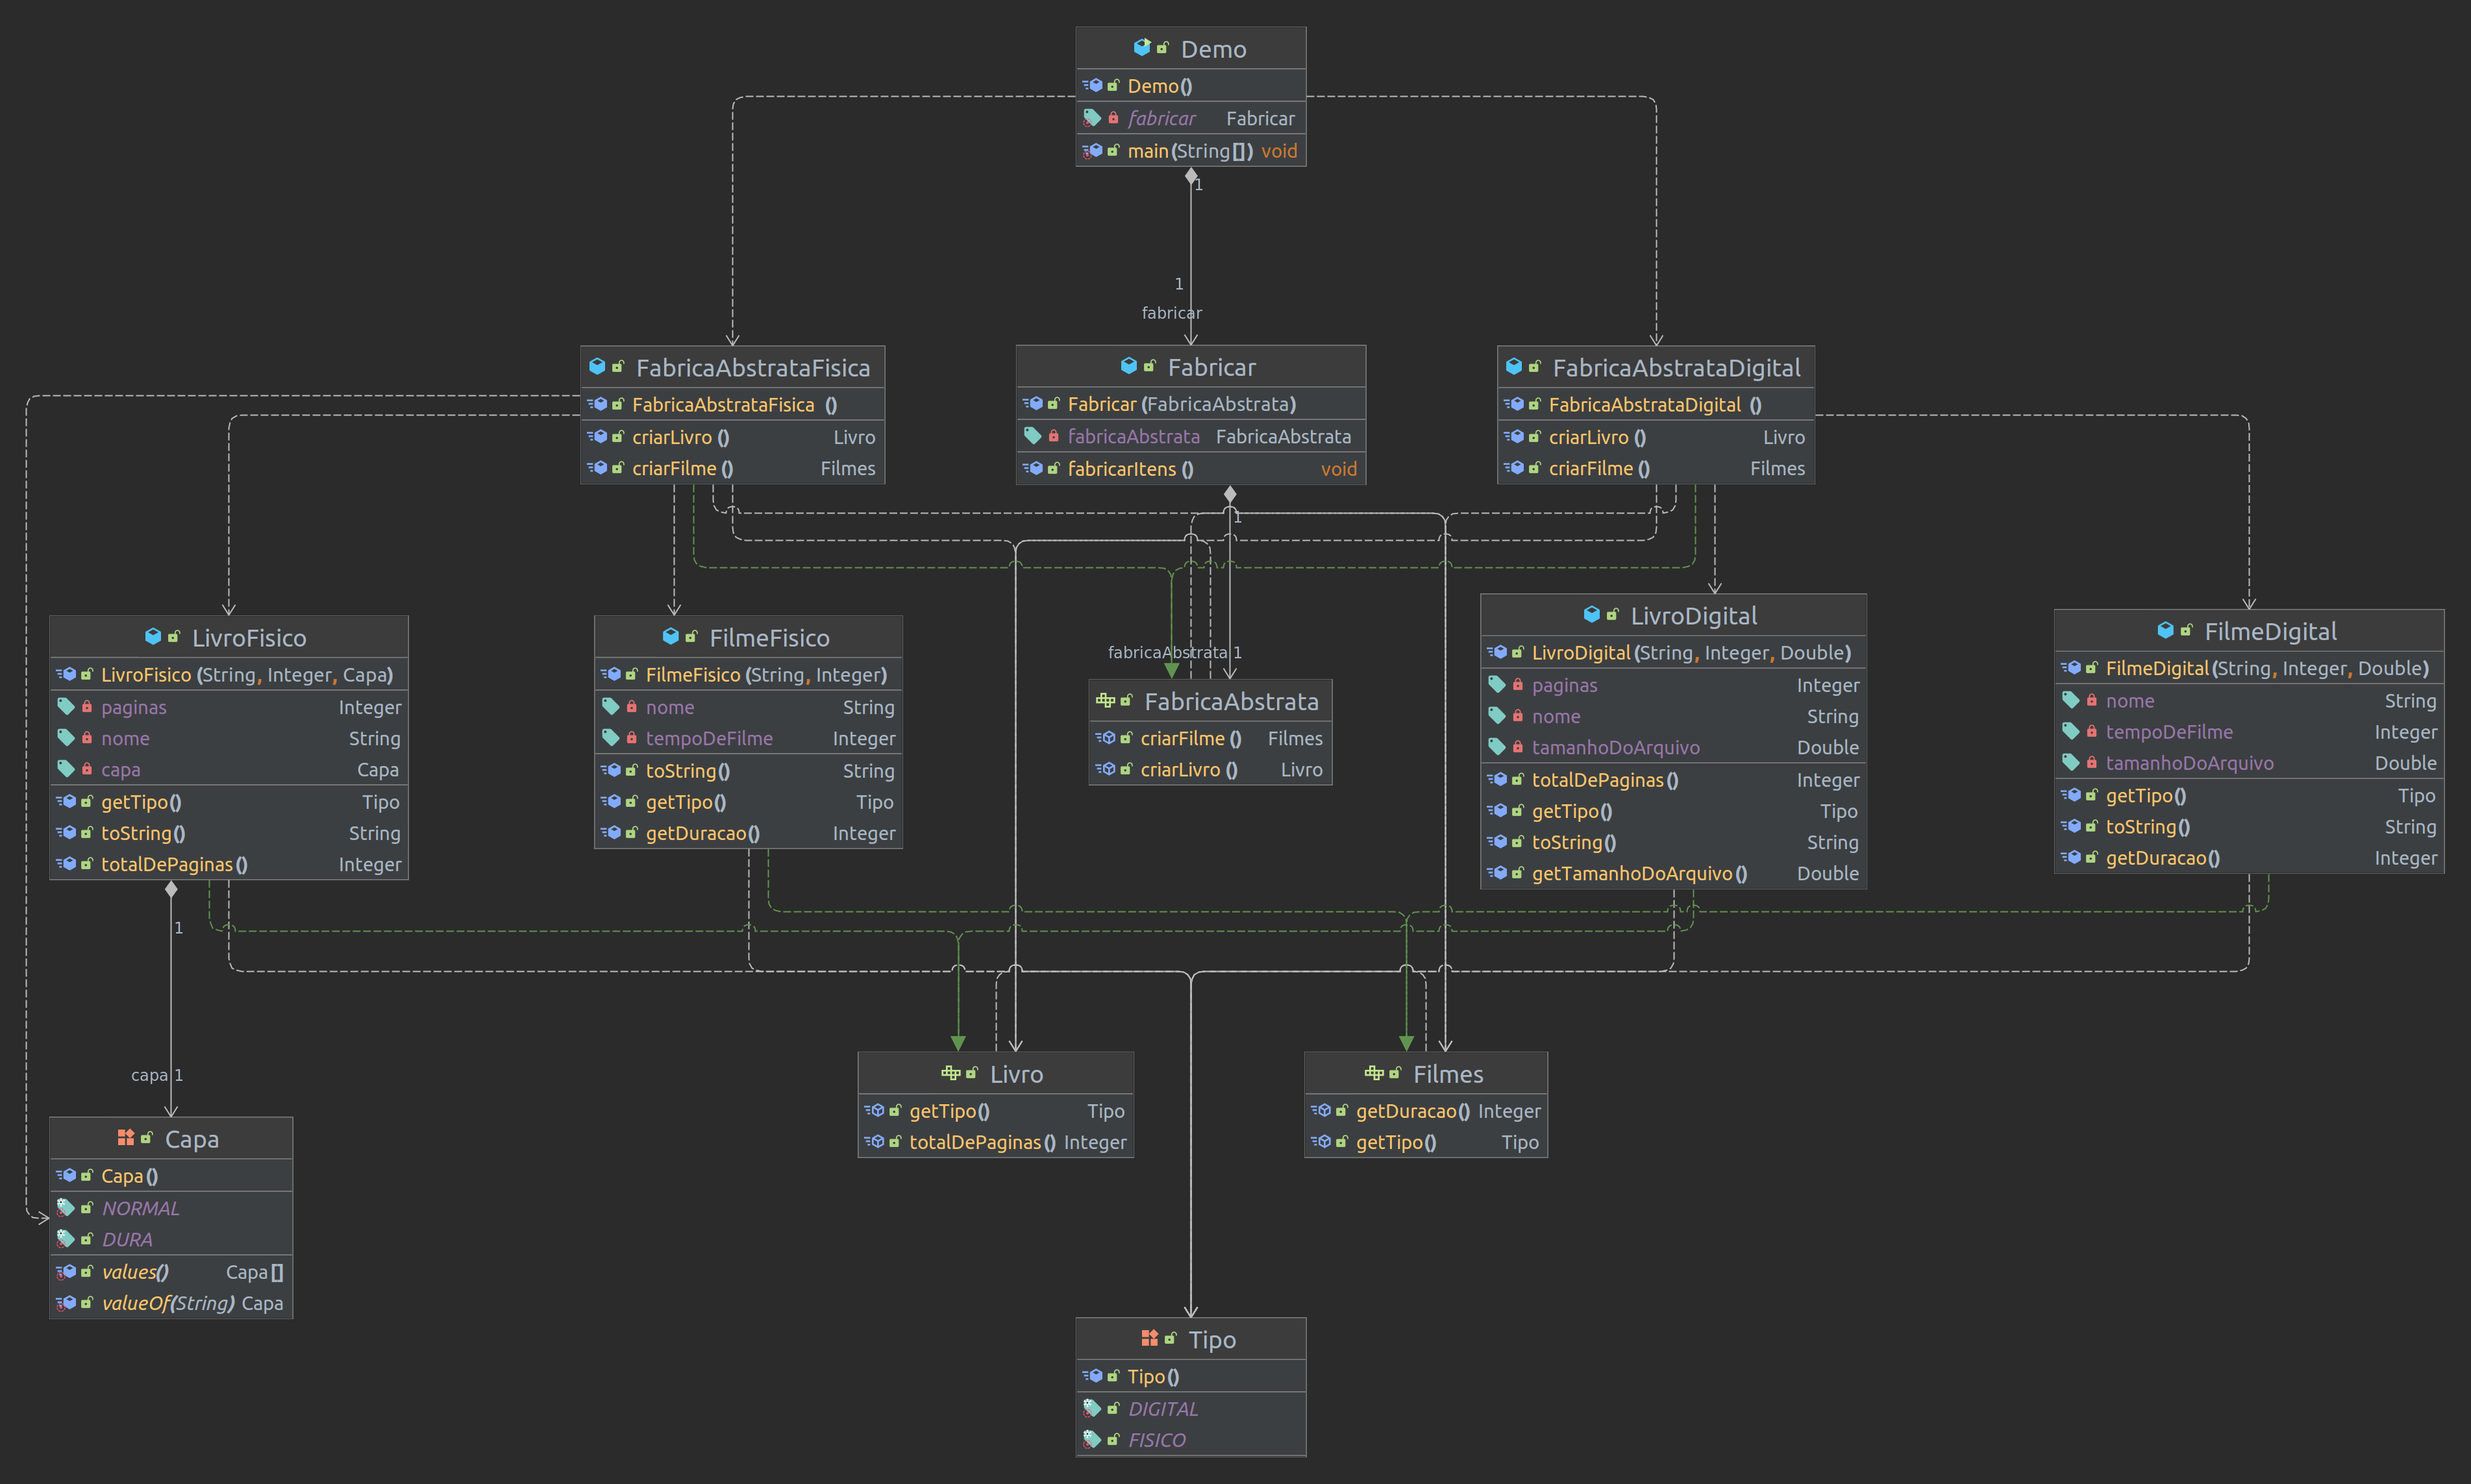 Demo
Demo()
fabricar Fabricar
main(String[]) void
1
1
fabricar
FabricaAbstrataFisica
FabricaAbstrataFisica ()
criarLivro () Livro
criarFilme () Filmes
Fabricar
Fabricar (FabricaAbstrata)
fabricaAbstrata FabricaAbstrata
fabricarItens () void
FabricaAbstrataDigital
FabricaAbstrataDigital ()
criarLivro () Livro
criarFilme () Filmes
1
fabricaAbstrata 1
LivroFisico
LivroFisico (String, Integer, Capa)
paginas Integer
nome String
capa Capa
getTipo() Tipo
toString() String
totalDePaginas() Integer
FilmeFisico
FilmeFisico (String, Integer)
nome String
tempoDeFilme Integer
toString() String
getTipo() Tipo
getDuracao() Integer
FabricaAbstrata
criarFilme () Filmes
criarLivro () Livro
LivroDigital
LivroDigital (String, Integer, Double)
paginas Integer
nome String
tamanhoDoArquivo Double
totalDePaginas() Integer
getTipo() Tipo
toString() String
getTamanhoDoArquivo() Double
FilmeDigital
FilmeDigital (String, Integer, Double)
nome String
tempoDeFilme Integer
tamanhoDoArquivo Double
getTipo() Tipo
toString() String
getDuracao() Integer
1
capa 1
Capa
Capa()
NORMAL
DURA
values() Capa[]
valueOf(String) Capa
Livro
getTipo() Tipo
totalDePaginas() Integer
Filmes
getDuracao() Integer
getTipo() Tipo
Tipo
Tipo()
DIGITAL
FISICO